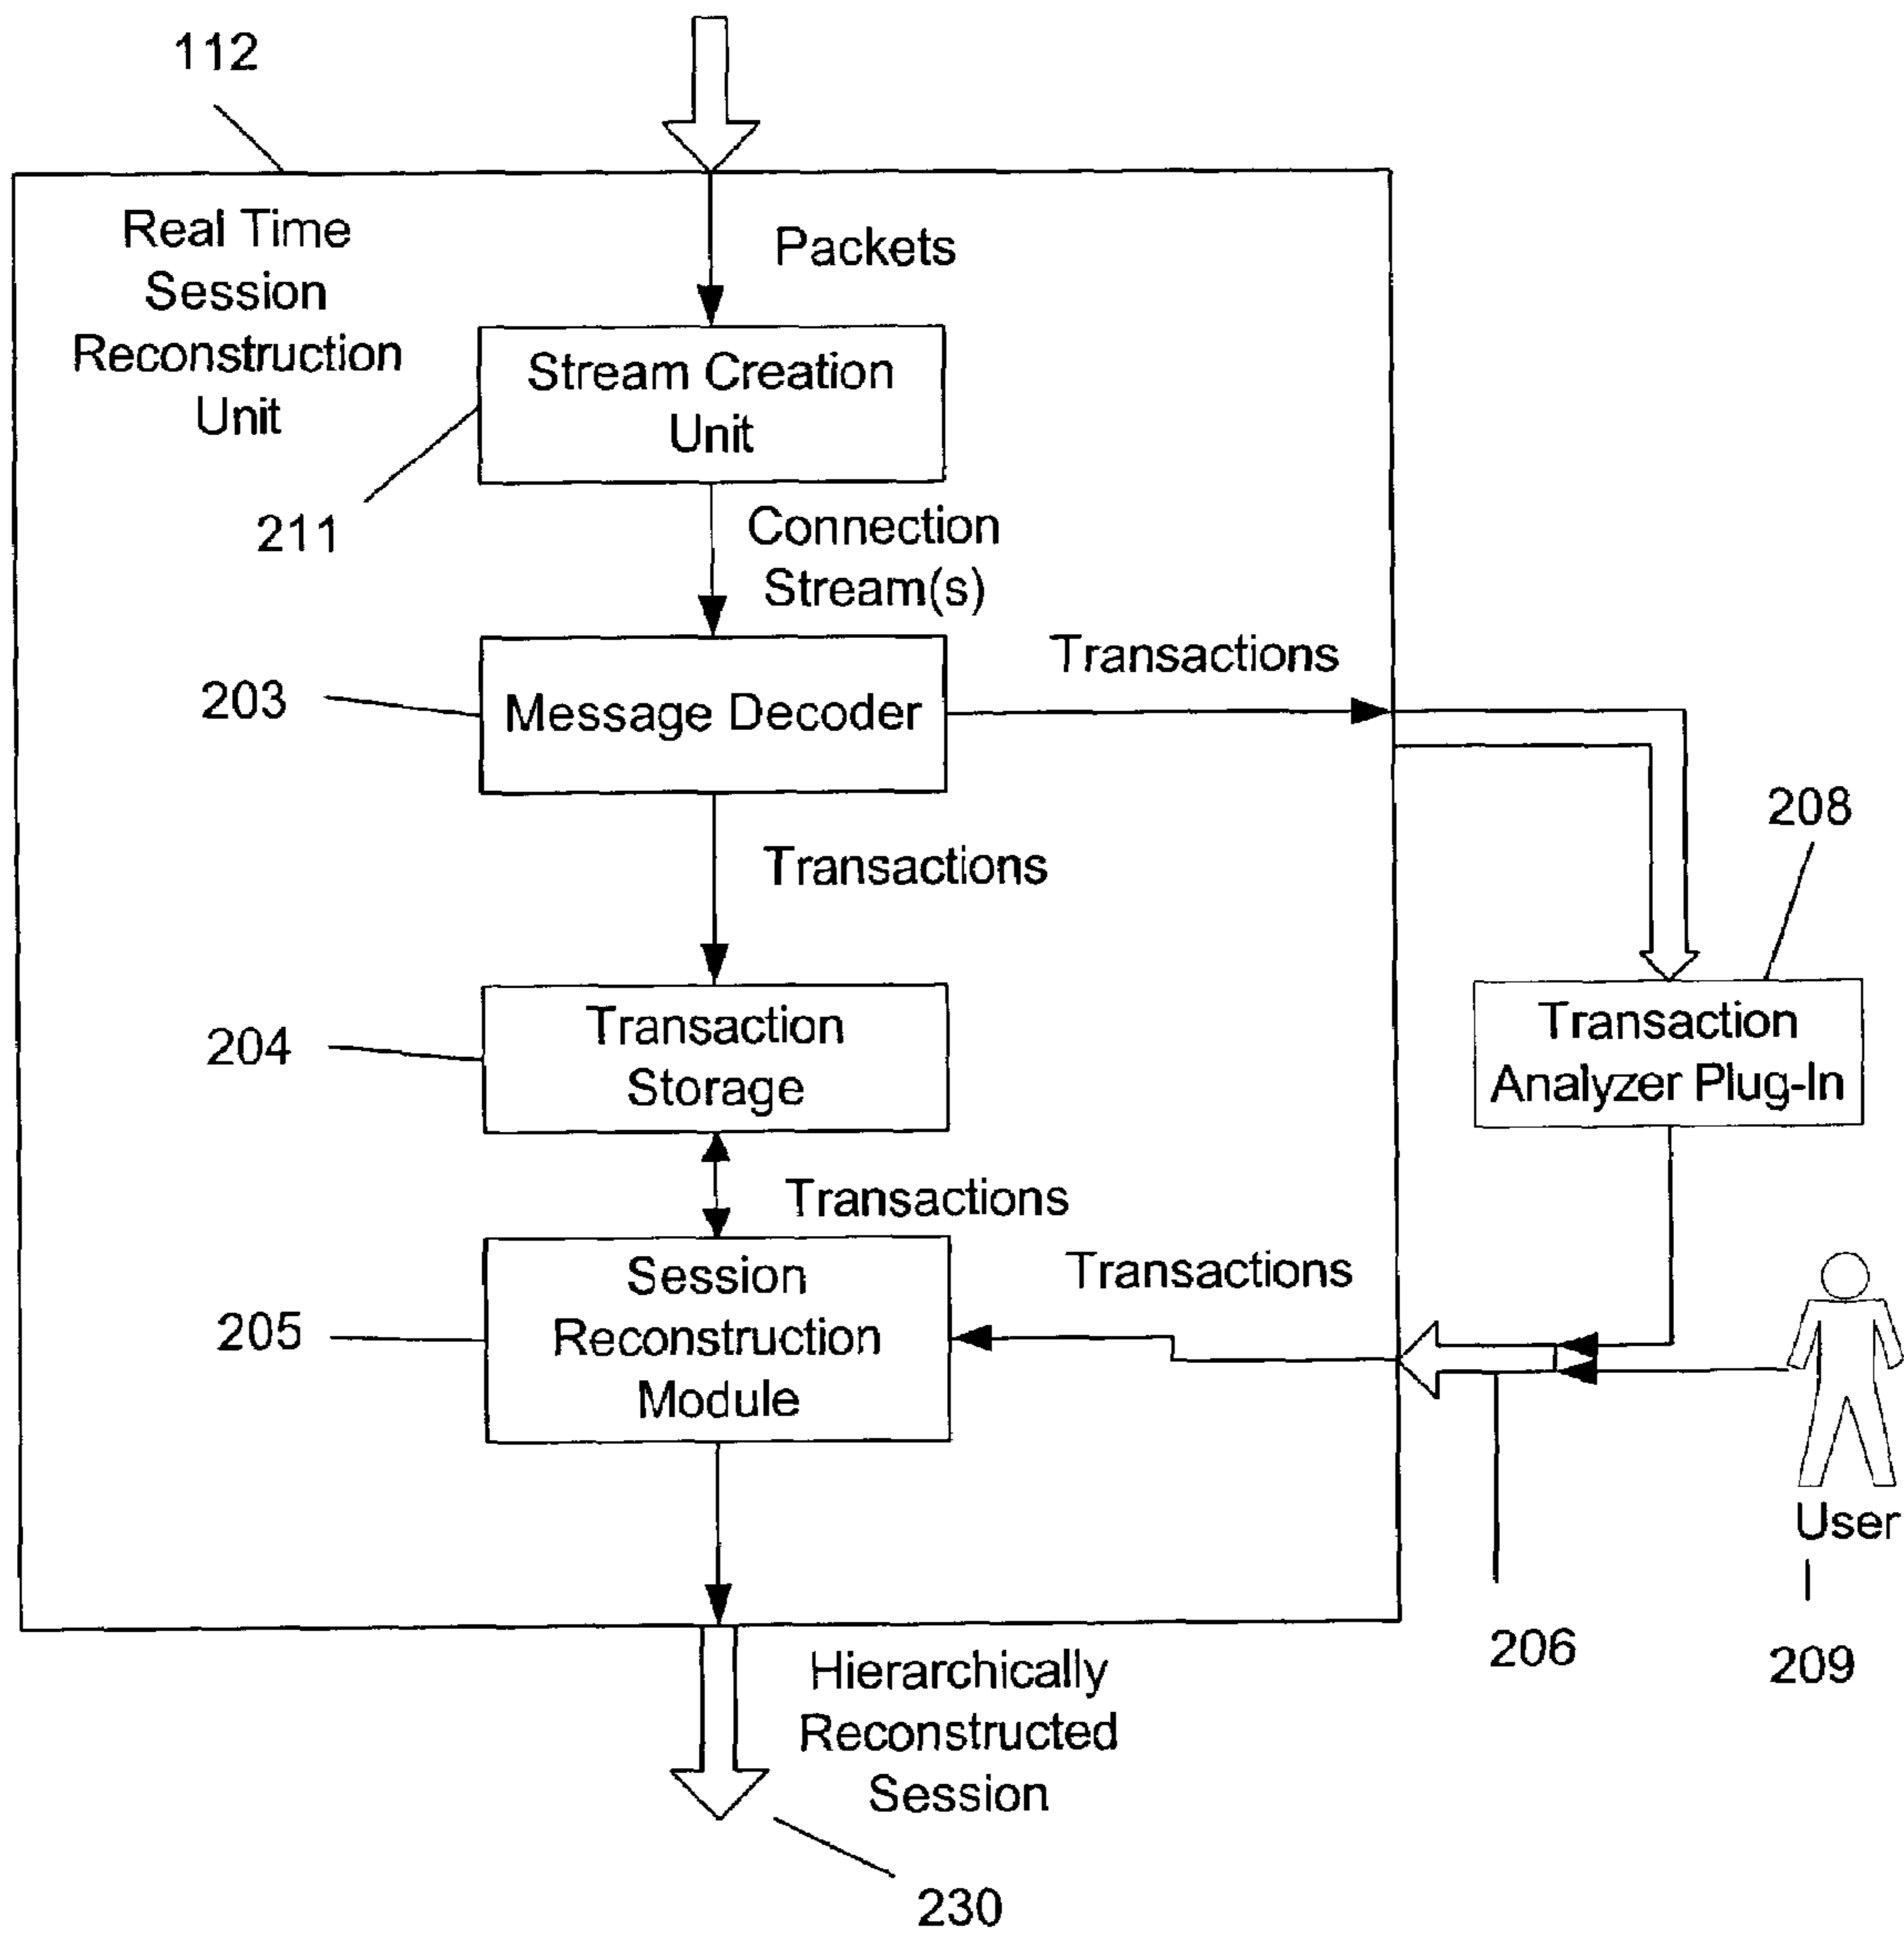 112
Real Time
Session
Reconstruction
Unit
Packets
Stream Creation
Unit
211
Connection
Stream(s)
203
Message Decoder
Transactions
208
Transactions
204
Transaction
Storage
Transaction
Analyzer Plug-In
Transactions
205
Session
Reconstruction
Module
Transactions
User
206
209
Hierarchically
Reconstructed
Session
230